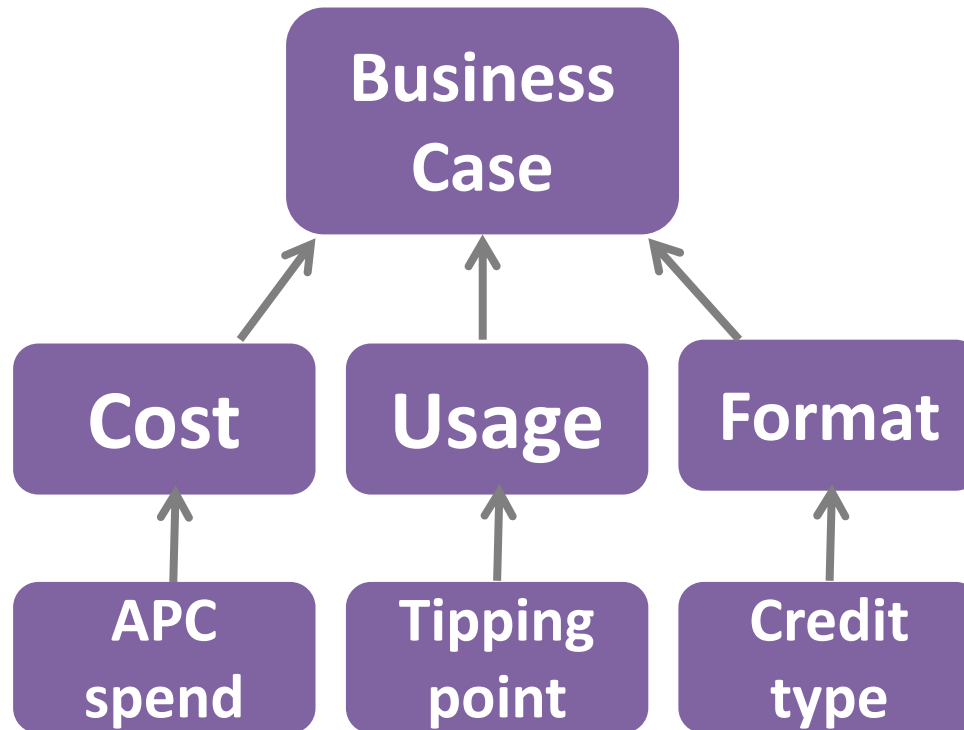 Business
Case
Cost
Usage
Format
APC
spend
Tipping
point
Credit
type